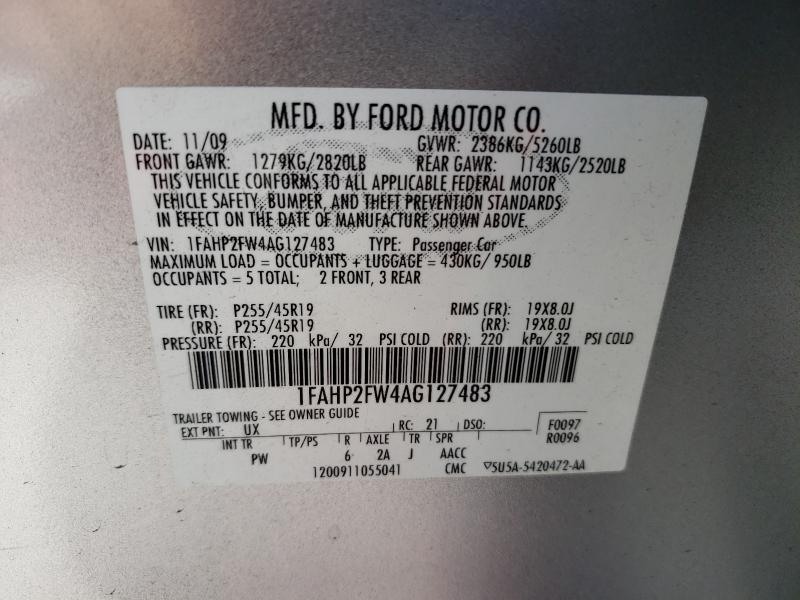 MFD. BY FORD MOTOR CO.
DATE: 11/09 GVWR: 2386KG/5260LB
FRONT GAWR: 1279KG/2820LB REAR GAWR: 1143KG/2520LB
THIS VEHICLE CONFORMS TO ALL APPLICABLE FEDERAL MOTOR
VEHICLE SAFETY, BUMPER, AND THEFT PREVENTION STANDARDS
IN EFFECT ON THE DATE OF MANUFACTURE SHOWN ABOVE.
VIN: 1FAHP2FW4AG127483 TYPE: Passenger Car
MAXIMUM LOAD = OCCUPANTS + LUGGAGE = 430KG/ 950LB
OCCUPANTS = 5 TOTAL; 2 FRONT, 3 REAR
TIRE (FR): P255/45R19 RIMS (FR): 19X8.0J
(RR): P255/45R19 (RR): 19X8.0J
PRESSURE (FR): 220 kPa/ 32 PSI COLD (RR): 220 kPa/ 32 PSI COLD
1FAHP2FW4AG127483
TRAILER TOWING - SEE OWNER GUIDE
EXT PNT: UX RC: 21 DSO: F0097
INT TR TP/PS R AXLE TR SPR R0096
PW 6 2A J AACC
1200911055041 CMC ▽5U5A-5420472-AA